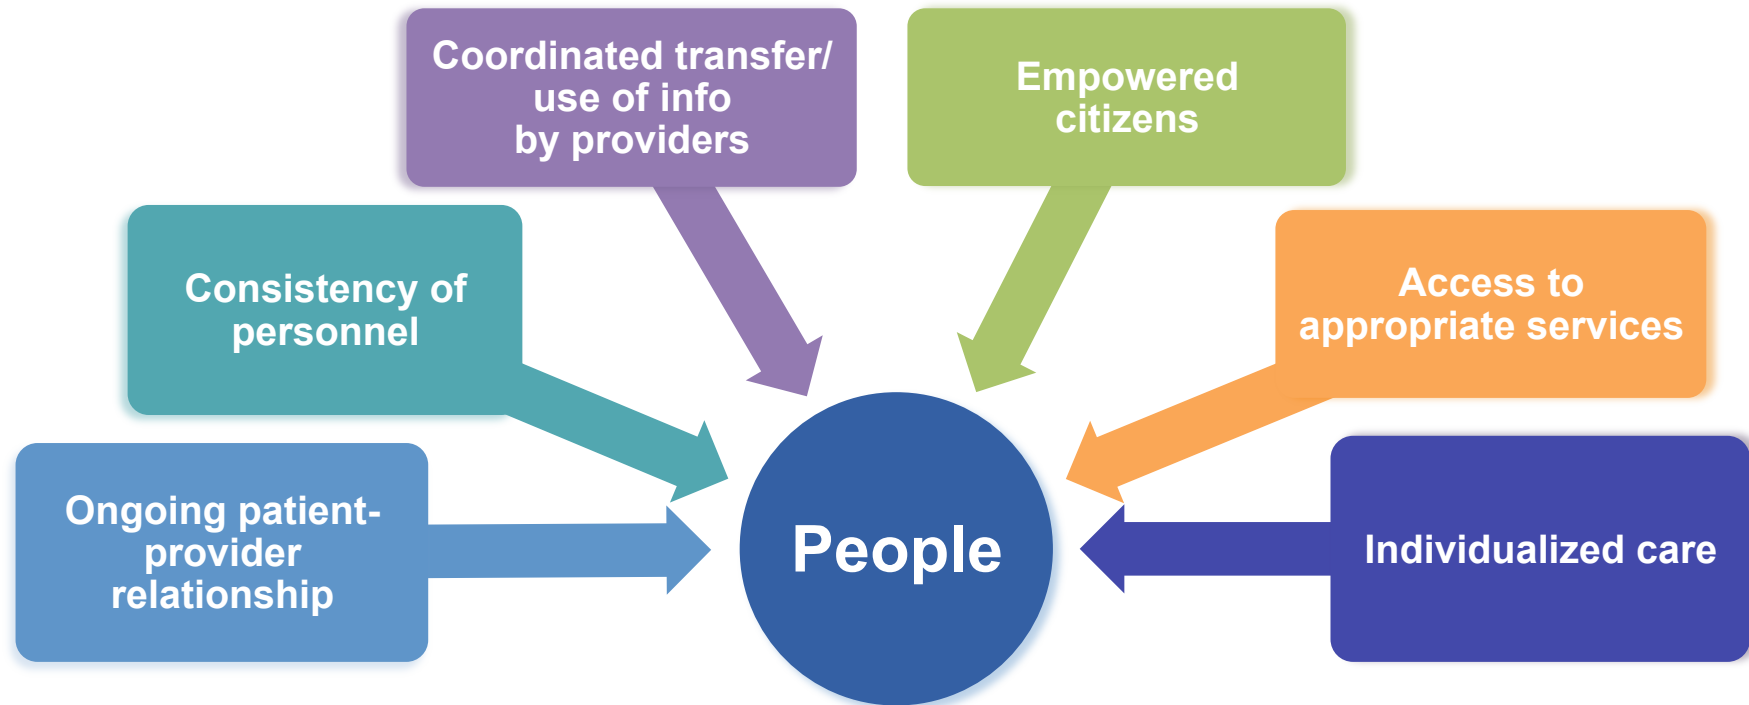 Coordinated transfer/
use of info
by providers
Empowered
citizens
Consistency of
personnel
Access to
appropriate services
Ongoing patient-
provider
relationship
People
Individualized care